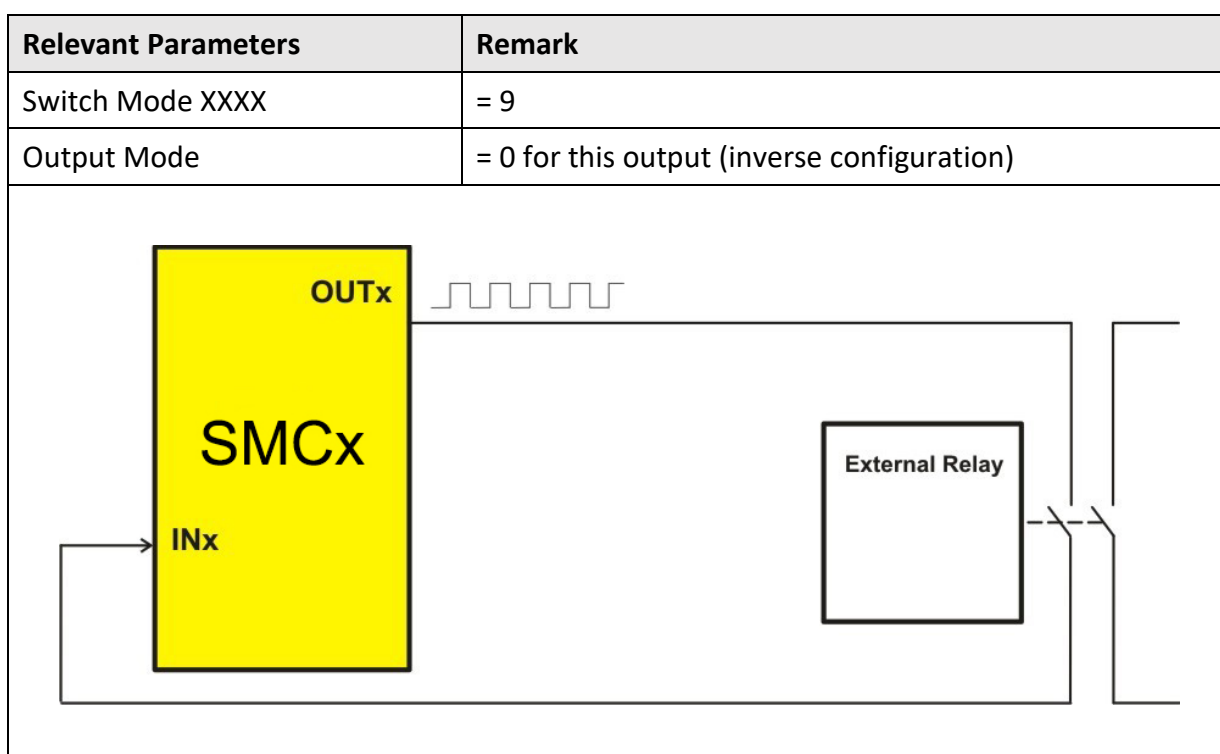 Relevant Parameters Remark
Switch Mode XXXX = 9
Output Mode = 0 for this output (inverse configuration)
OUTx
SMCx
External Relay
INx